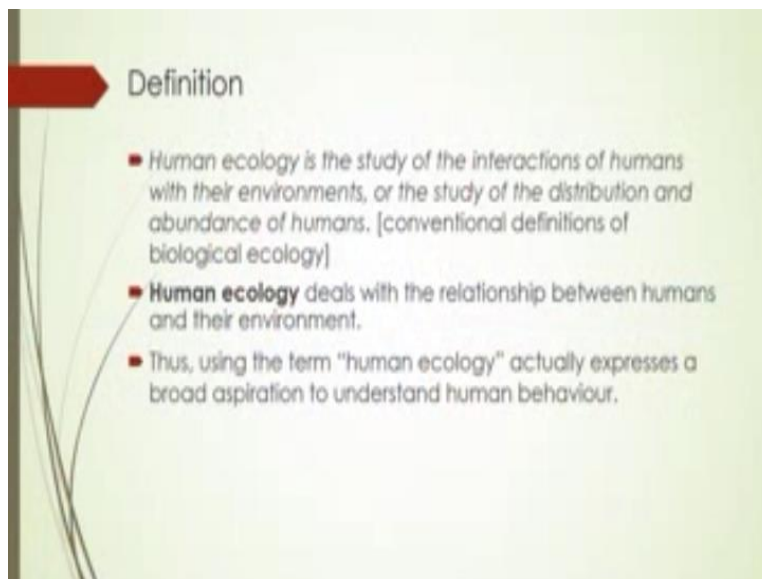 Definition
Human ecology is the study of the interactions of humans
with their environments, or the study of the distribution and
abundance of humans. [conventional definitions of
biological ecology]
Human ecology deals with the relationship between humans
and their environment.
Thus, using the term "human ecology" actually expresses a
broad aspiration to understand human behaviour.